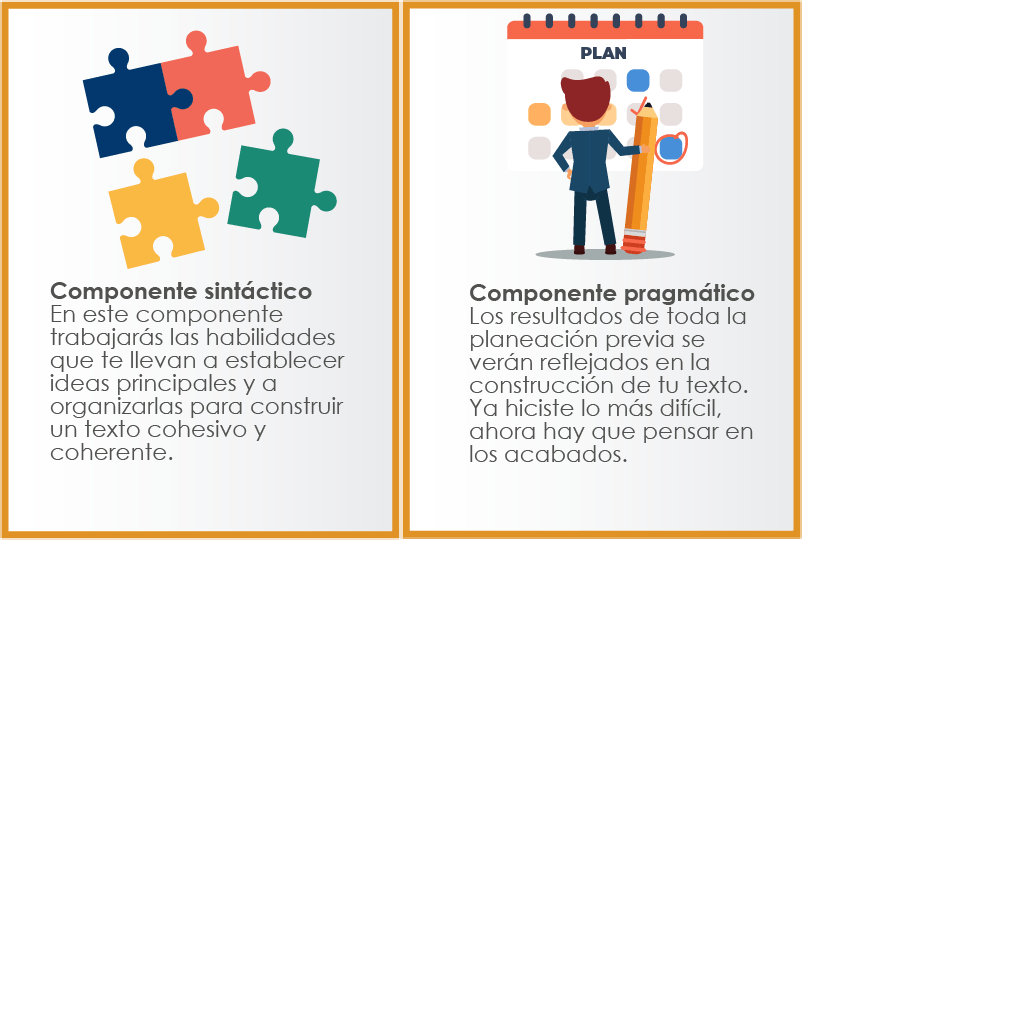 Componente sintáctico
En este componente
trabajarás las habilidades
que te llevan a establecer
ideas principales y a
organizarlas para construir
un texto cohesivo y
coherente.
PLAN
Componente pragmático
Los resultados de toda la
planeación previa se
verán reflejados en la
construcción de tu texto.
Ya hiciste lo más difícil,
ahora hay que pensar en
los acabados.